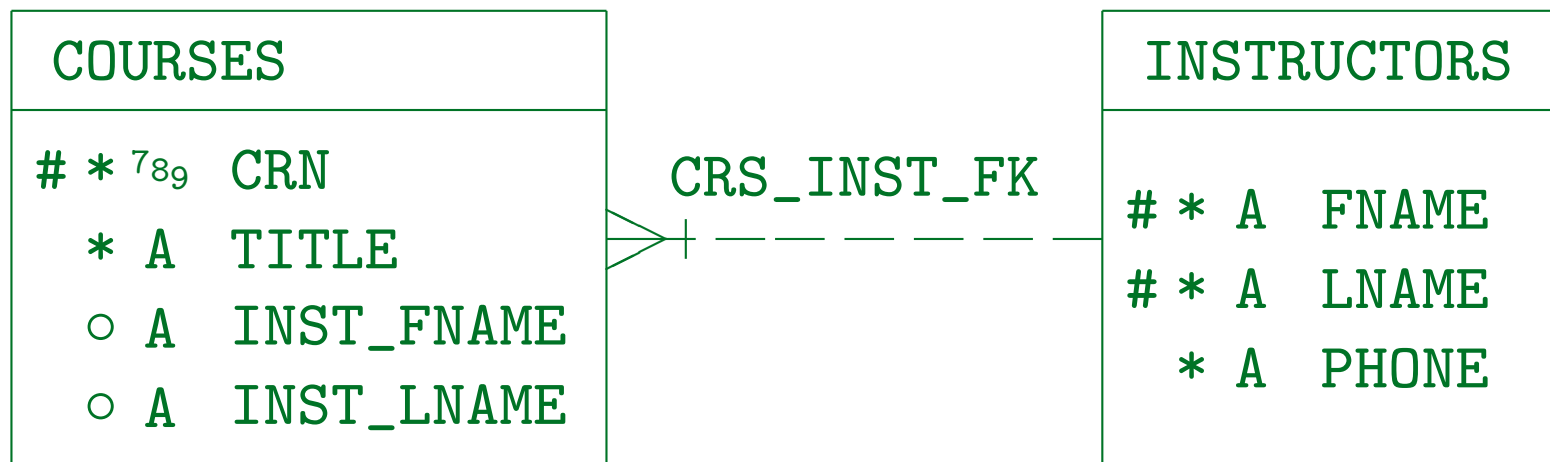 COURSES
# * 789 CRN
* A TITLE
○ A INST_FNAME
○ A INST_LNAME
CRS_INST_FK
INSTRUCTORS
# * A FNAME
# * A LNAME
* A PHONE